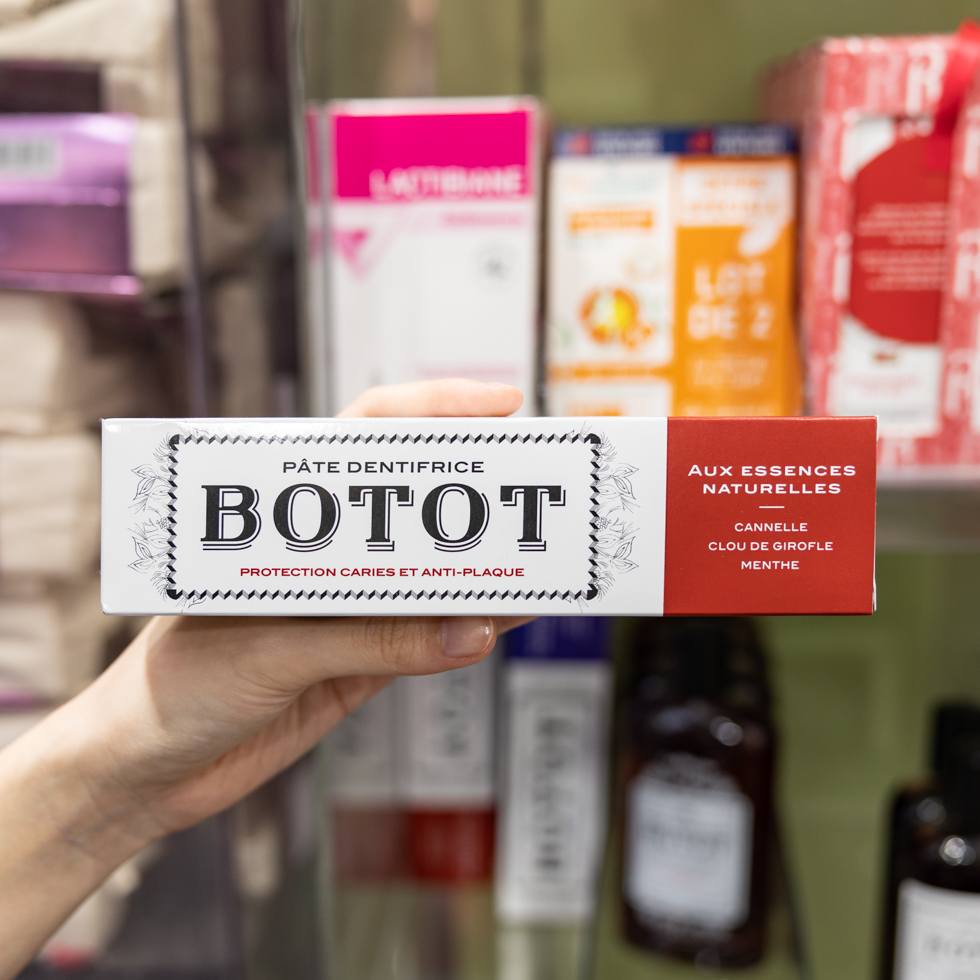 LACTIBIANE
LOT
DE 2
PÂTE DENTIFRICE
BOTOT
PROTECTION CARIES ET ANTI-PLAQUE
AUX ESSENCES
NATURELLES
CANNELLE
CLOU DE GIROFLE
MENTHE